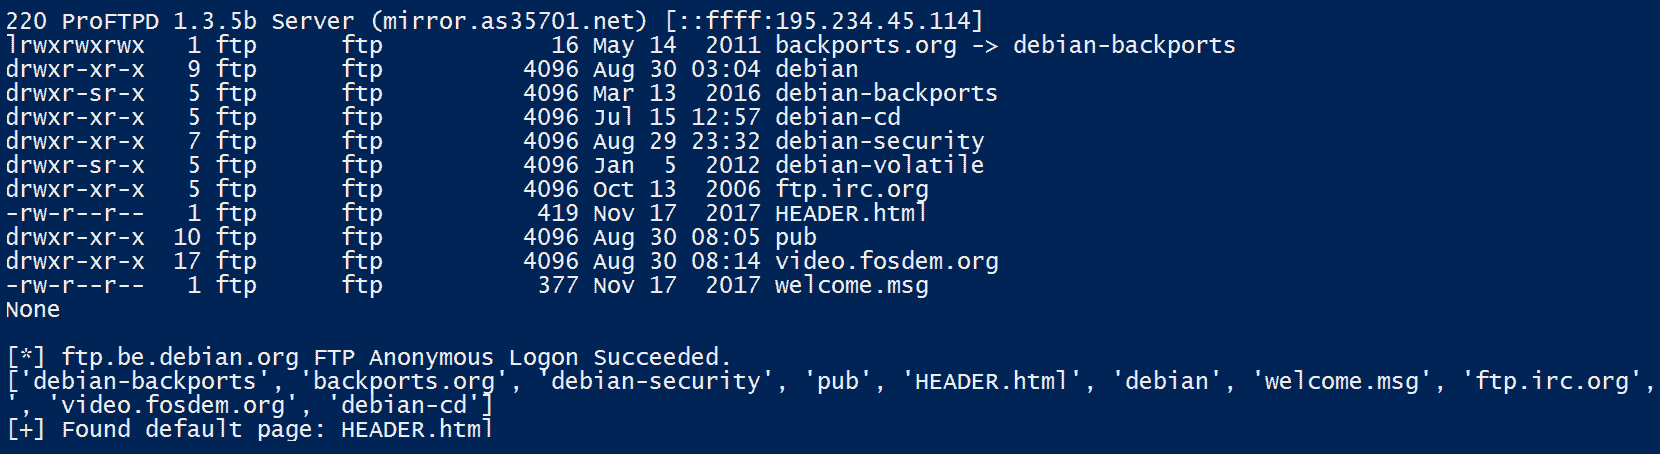 220 ProFTPD 1.3.5b Server (mirror.as35701.net) [::ffff:195.234.45.114]
lrwxrwxrwx   1 ftp      ftp            16 May 14  2011 backports.org -> debian-backports
drwxr-xr-x   9 ftp      ftp          4096 Aug 30 03:04 debian
drwxr-sr-x   5 ftp      ftp          4096 Mar 13  2016 debian-backports
drwxr-xr-x   5 ftp      ftp          4096 Jul 15 12:57 debian-cd
drwxr-xr-x   7 ftp      ftp          4096 Aug 29 23:32 debian-security
drwxr-sr-x   5 ftp      ftp          4096 Jan  5  2012 debian-volatile
drwxr-xr-x   5 ftp      ftp          4096 Oct 13  2006 ftp.irc.org
-rw-r--r--   1 ftp      ftp           419 Nov 17  2017 HEADER.html
drwxr-xr-x  10 ftp      ftp          4096 Aug 30 08:05 pub
drwxr-xr-x  17 ftp      ftp          4096 Aug 30 08:14 video.fosdem.org
-rw-r--r--   1 ftp      ftp           377 Nov 17  2017 welcome.msg
None
[*] ftp.be.debian.org FTP Anonymous Logon Succeeded.
['debian-backports', 'backports.org', 'debian-security', 'pub', 'HEADER.html', 'debian', 'welcome.msg', 'ftp.irc.org',
', 'video.fosdem.org', 'debian-cd']
[+] Found default page: HEADER.html